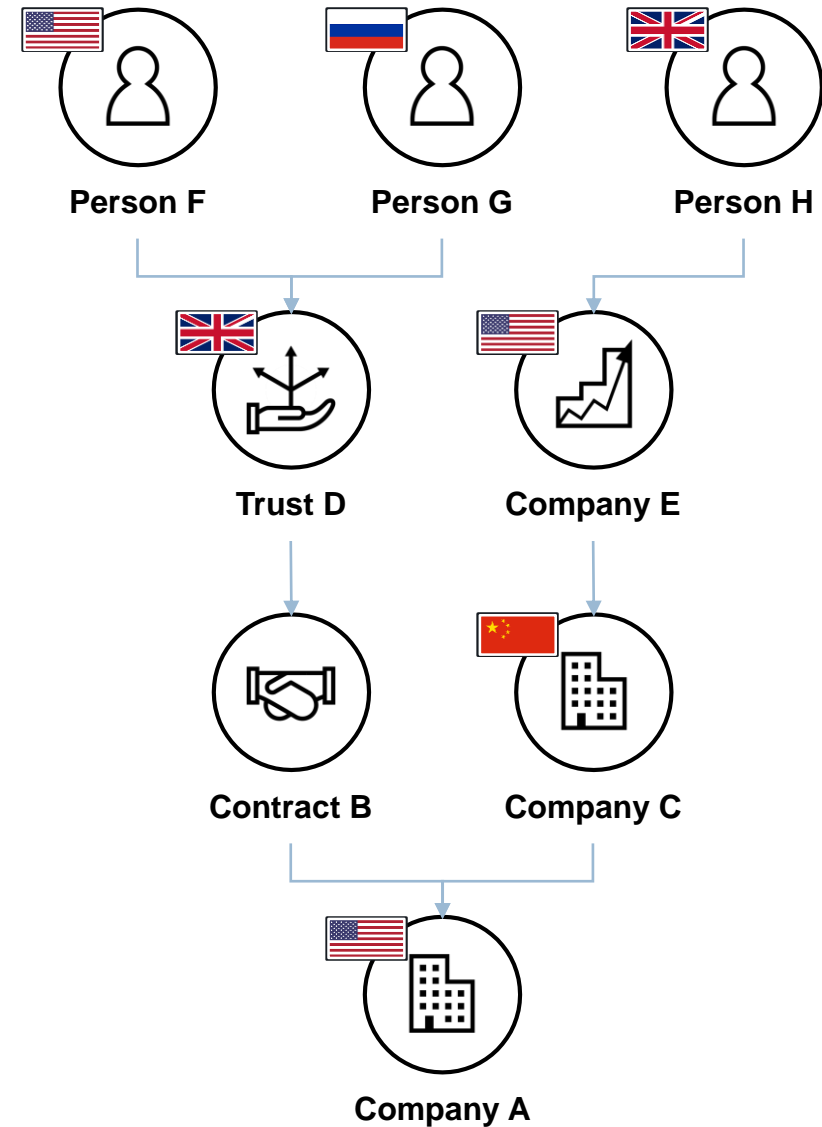 Person F
Person G
Person H
Trust D
Company E
Contract B
Company C
Company A